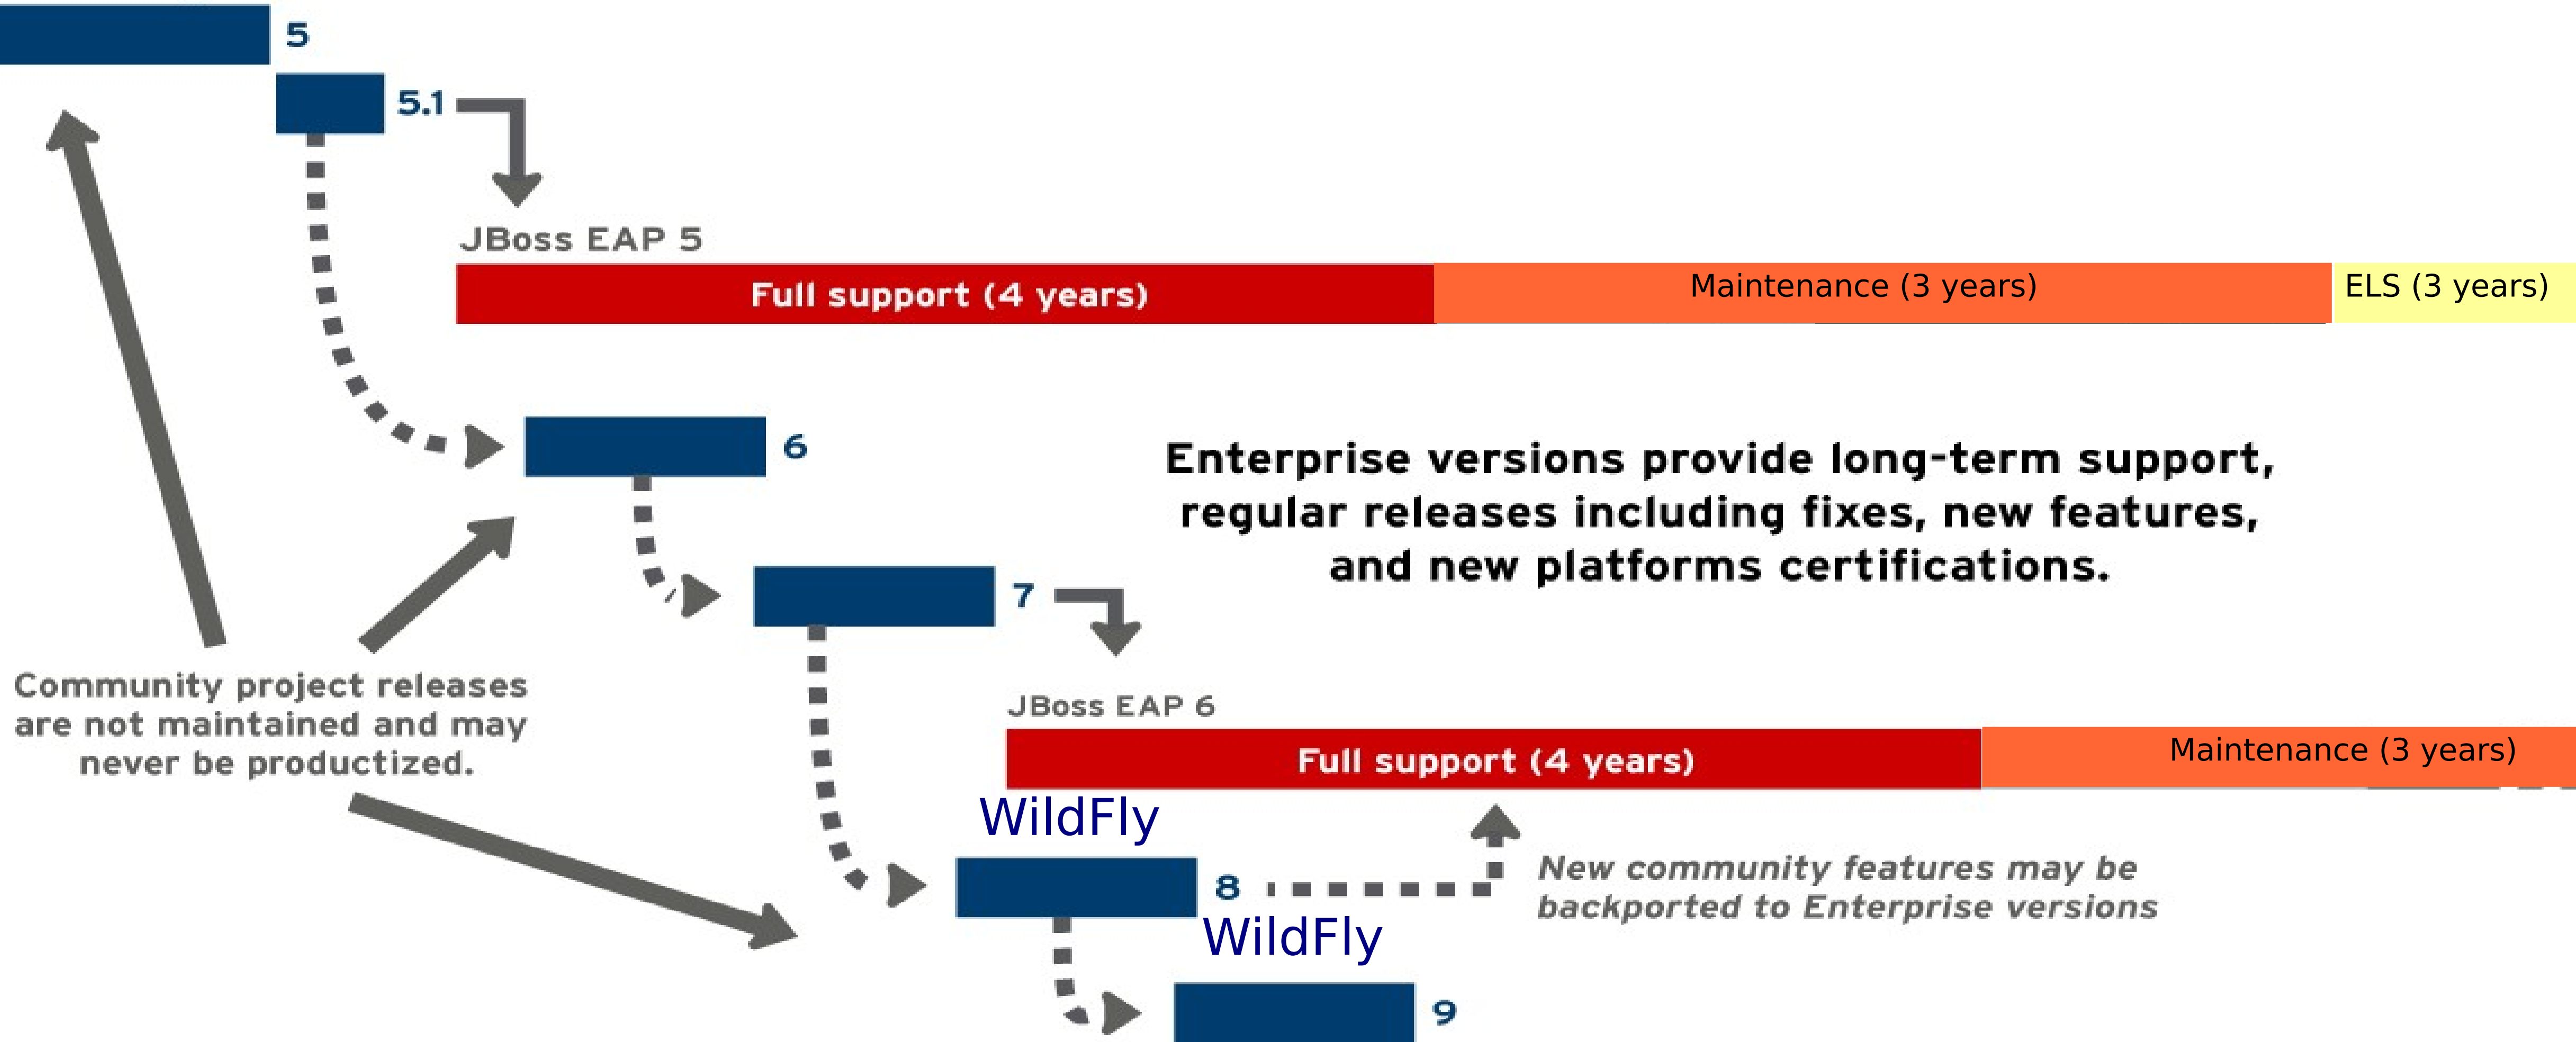 5
5.1
JBoss EAP 5
Full support (4 years)
Maintenance (3 years)
ELS (3 years)
6
Enterprise versions provide long-term support,
regular releases including fixes, new features,
and new platforms certifications.
7
Community project releases
are not maintained and may
never be productized.
JBoss EAP 6
Full support (4 years)
Maintenance (3 years)
WildFly
8
New community features may be
backported to Enterprise versions
WildFly
9